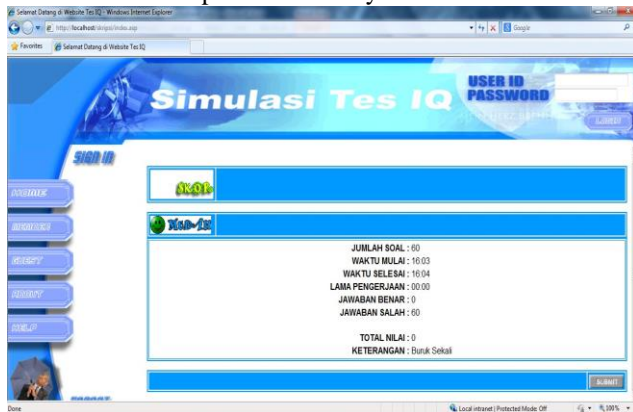 Selamat Datang di Website Tes IQ - Windows Internet Explorer
http://localhost/skripsi/index.asp
Google
Favorites
Selamat Datang di Website Tes IQ
Simulasi Tes IQ
USER ID
PASSWORD
LOGIN
SIGN IN
HOME
SKOR
GUEST
ABOUT
HELP
JUMLAH SOAL : 60
WAKTU MULAI : 16:03
WAKTU SELESAI : 16:04
LAMA PENGERJAAN : 00:00
JAWABAN BENAR : 0
JAWABAN SALAH : 60
TOTAL NILAI : 0
KETERANGAN : Buruk Sekali
SUBMIT
Done
Local intranet | Protected Mode: Off
100%